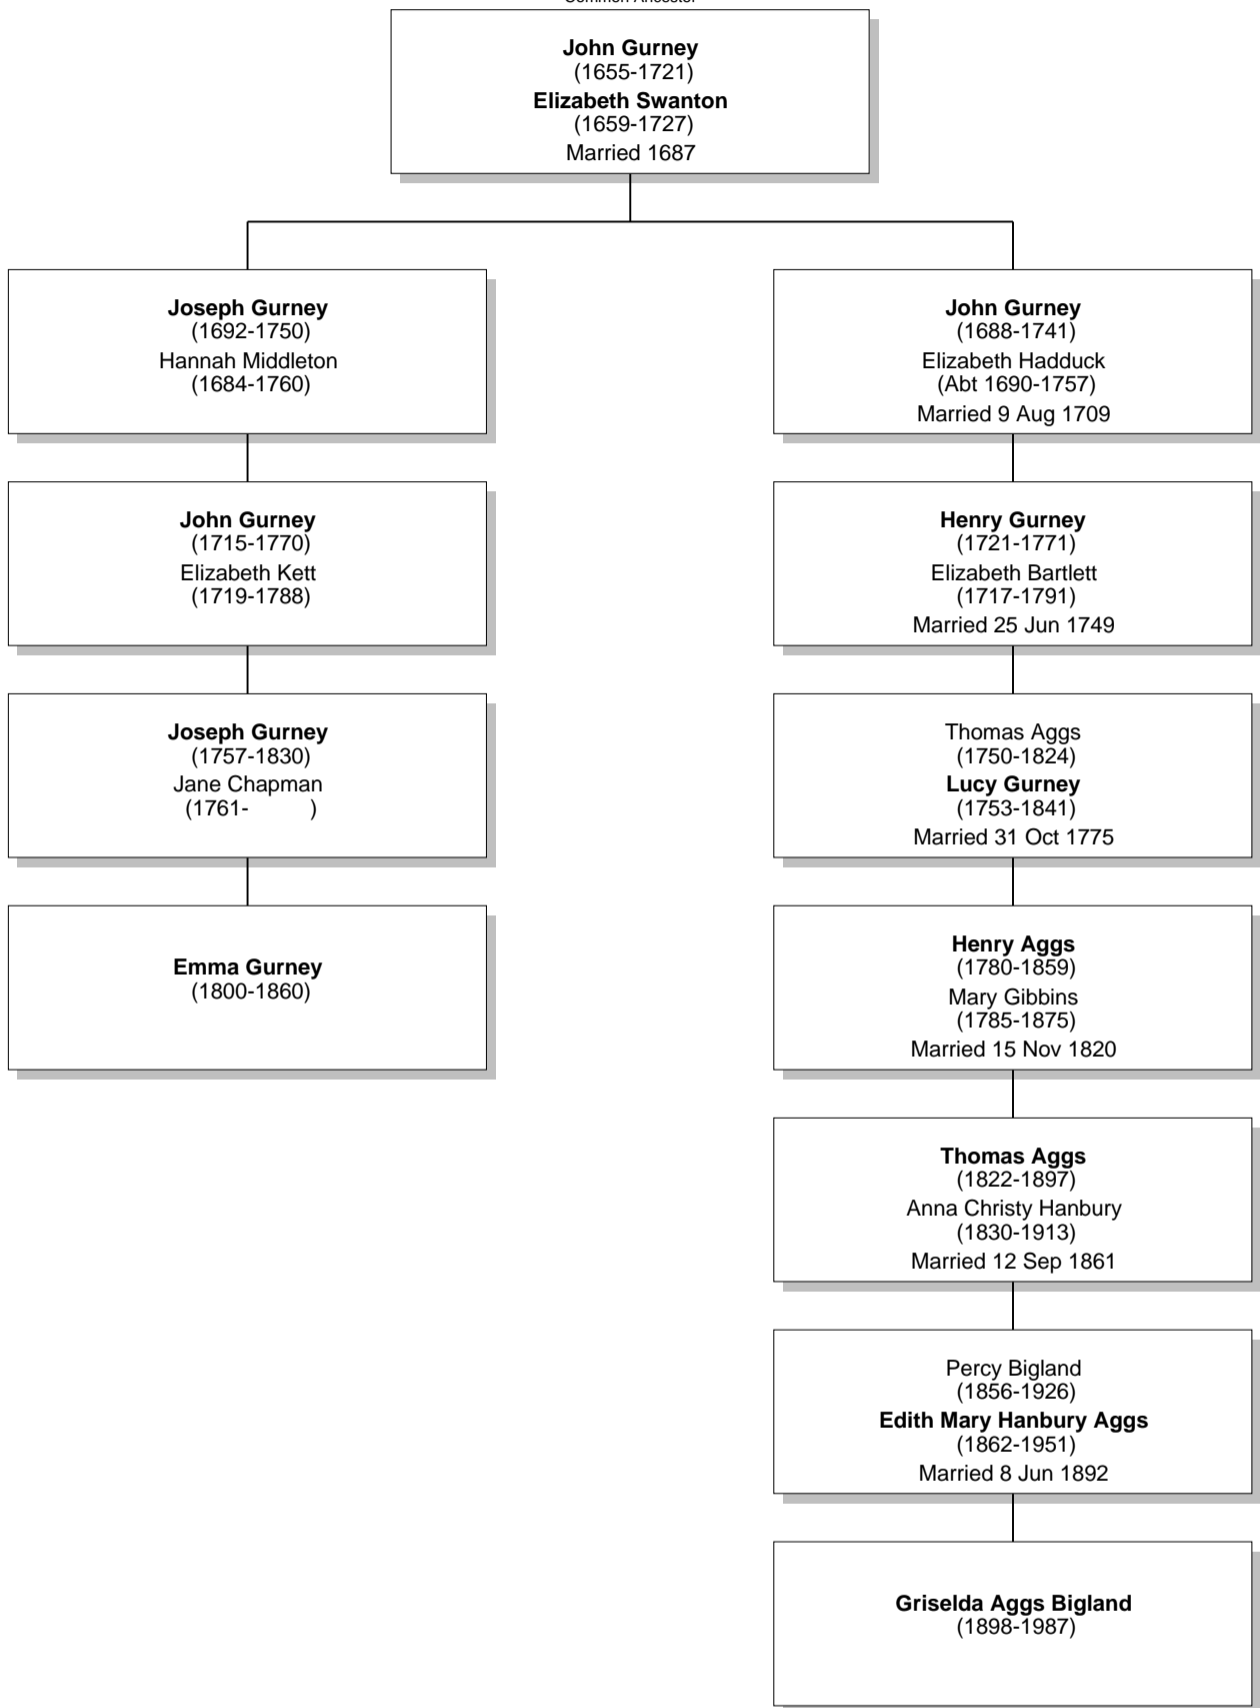 Common Ancestor
John Gurney
(1655-1721)
Elizabeth Swanton
(1659-1727)
Married 1687
Joseph Gurney
(1692-1750)
Hannah Middleton
(1684-1760)
John Gurney
(1688-1741)
Elizabeth Hadduck
(Abt 1690-1757)
Married 9 Aug 1709
John Gurney
(1715-1770)
Elizabeth Kett
(1719-1788)
Henry Gurney
(1721-1771)
Elizabeth Bartlett
(1717-1791)
Married 25 Jun 1749
Joseph Gurney
(1757-1830)
Jane Chapman
(1761- )
Thomas Aggs
(1750-1824)
Lucy Gurney
(1753-1841)
Married 31 Oct 1775
Emma Gurney
(1800-1860)
Henry Aggs
(1780-1859)
Mary Gibbins
(1785-1875)
Married 15 Nov 1820
Thomas Aggs
(1822-1897)
Anna Christy Hanbury
(1830-1913)
Married 12 Sep 1861
Percy Bigland
(1856-1926)
Edith Mary Hanbury Aggs
(1862-1951)
Married 8 Jun 1892
Griselda Aggs Bigland
(1898-1987)